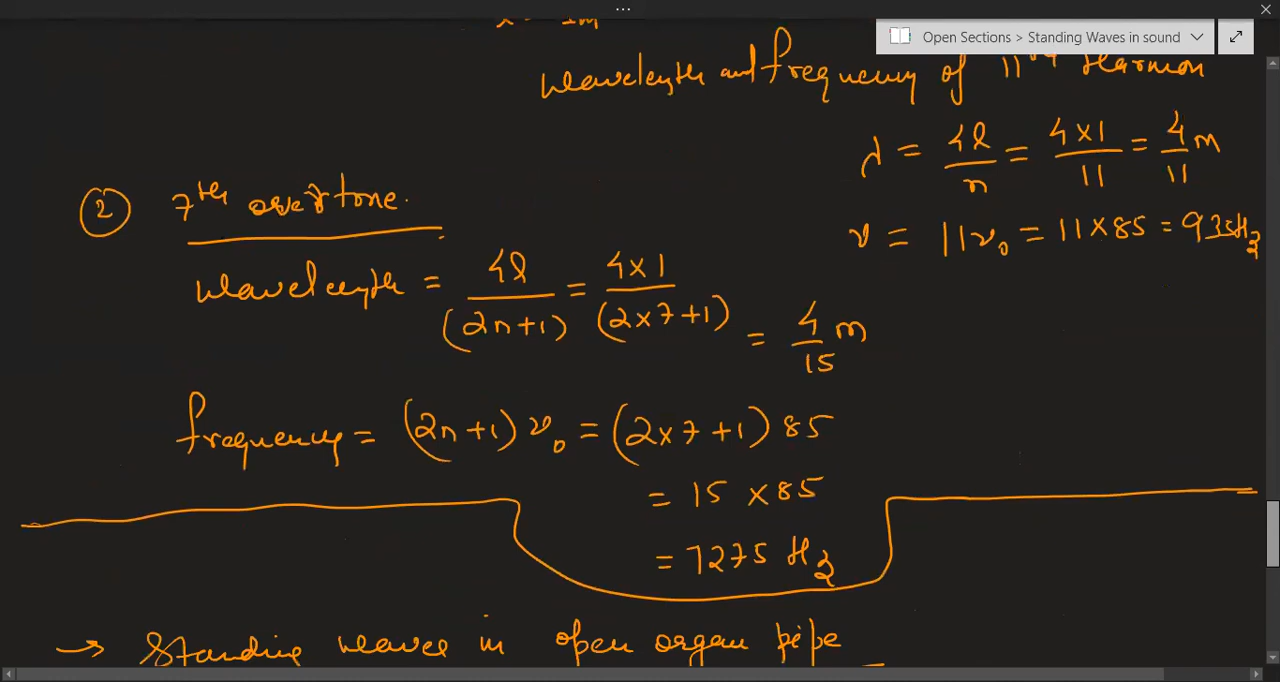 ...
Open Sections > Standing Waves in sound
l = 1m
wavelength and frequency of 11th Harmon
λ = 4l/n = 4×1/11 = 4/11 m
ν = 11ν₀ = 11×85 = 935Hz
② 7th overtone.
wavelength = 4l/(2n+1) = 4×1/(2×7+1) = 4/15 m
frequency = (2n+1)ν₀ = (2×7+1) 85
= 15 × 85
= 1275 Hz
→ Standing waves in open organ pipe